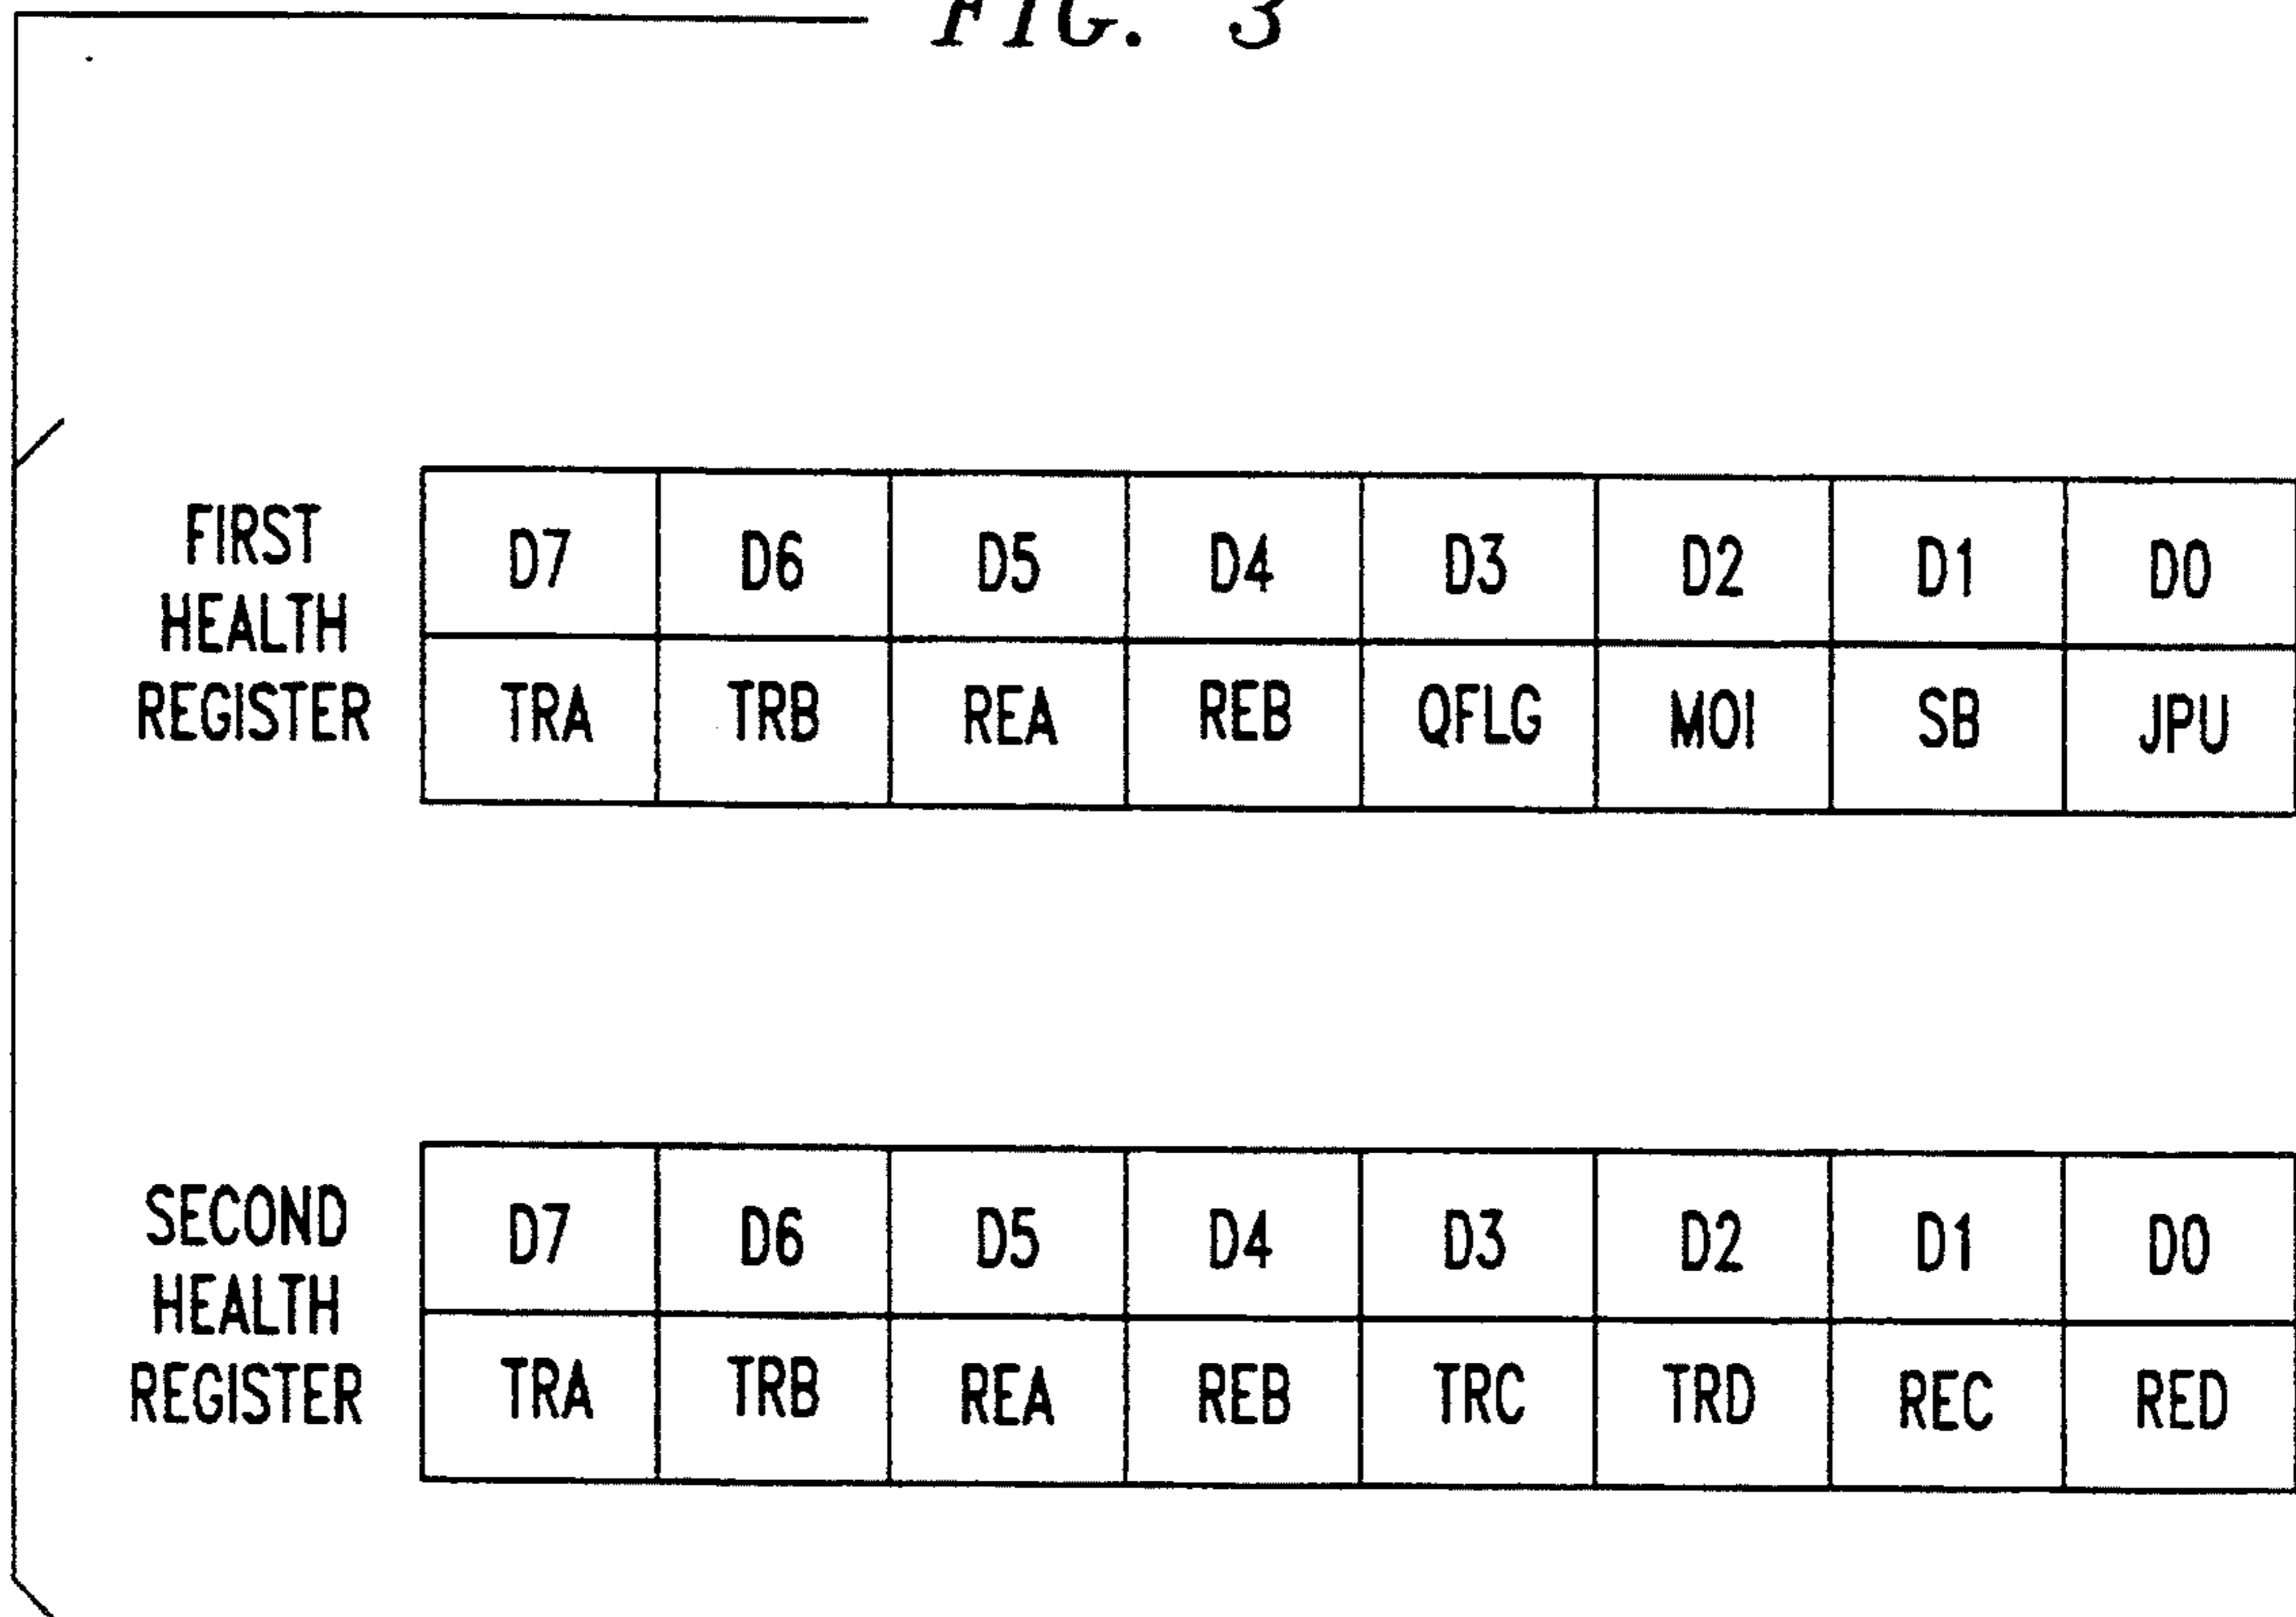 FIG. 3
FIRST
HEALTH
REGISTER
D7 D6 D5 D4 D3 D2 D1 D0
TRA TRB REA REB QFLG MOI SB JPU
SECOND
HEALTH
REGISTER
D7 D6 D5 D4 D3 D2 D1 D0
TRA TRB REA REB TRC TRD REC RED